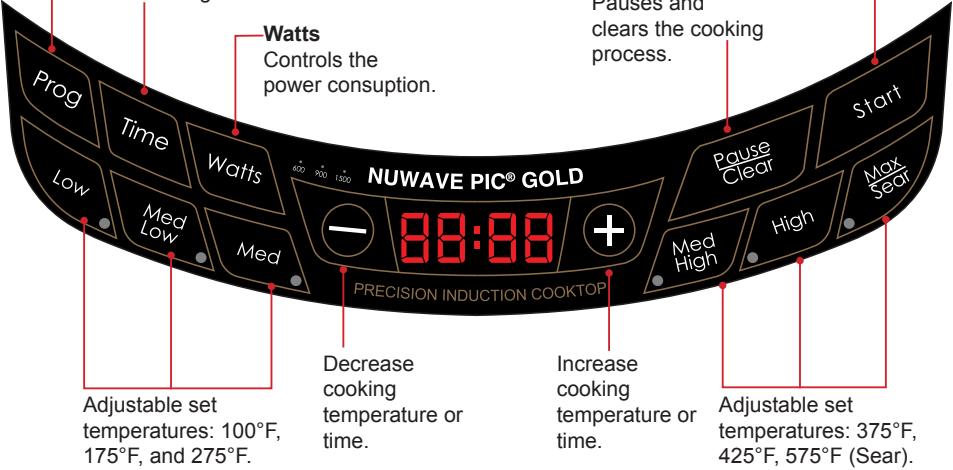 Pauses and
clears the cooking
process.
Watts
Controls the
power consuption.
Prog
Time
Watts
600 900 1500
NUWAVE PIC® GOLD
Pause
Clear
Start
Low
Med
Low
Med
88:88
Med
High
High
Max
Sear
PRECISION INDUCTION COOKTOP
Decrease
cooking
temperature or
time.
Increase
cooking
temperature or
time.
Adjustable set
temperatures: 100°F,
175°F, and 275°F.
Adjustable set
temperatures: 375°F,
425°F, 575°F (Sear).